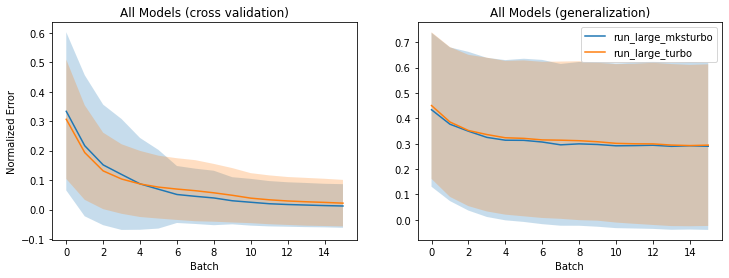 All Models (cross validation)
Normalized Error
0.6
0.5
0.4
0.3
0.2
0.1
0.0
−0.1
0 2 4 6 8 10 12 14
Batch
All Models (generalization)
run_large_mksturbo
run_large_turbo
0.7
0.6
0.5
0.4
0.3
0.2
0.1
0.0
0 2 4 6 8 10 12 14
Batch